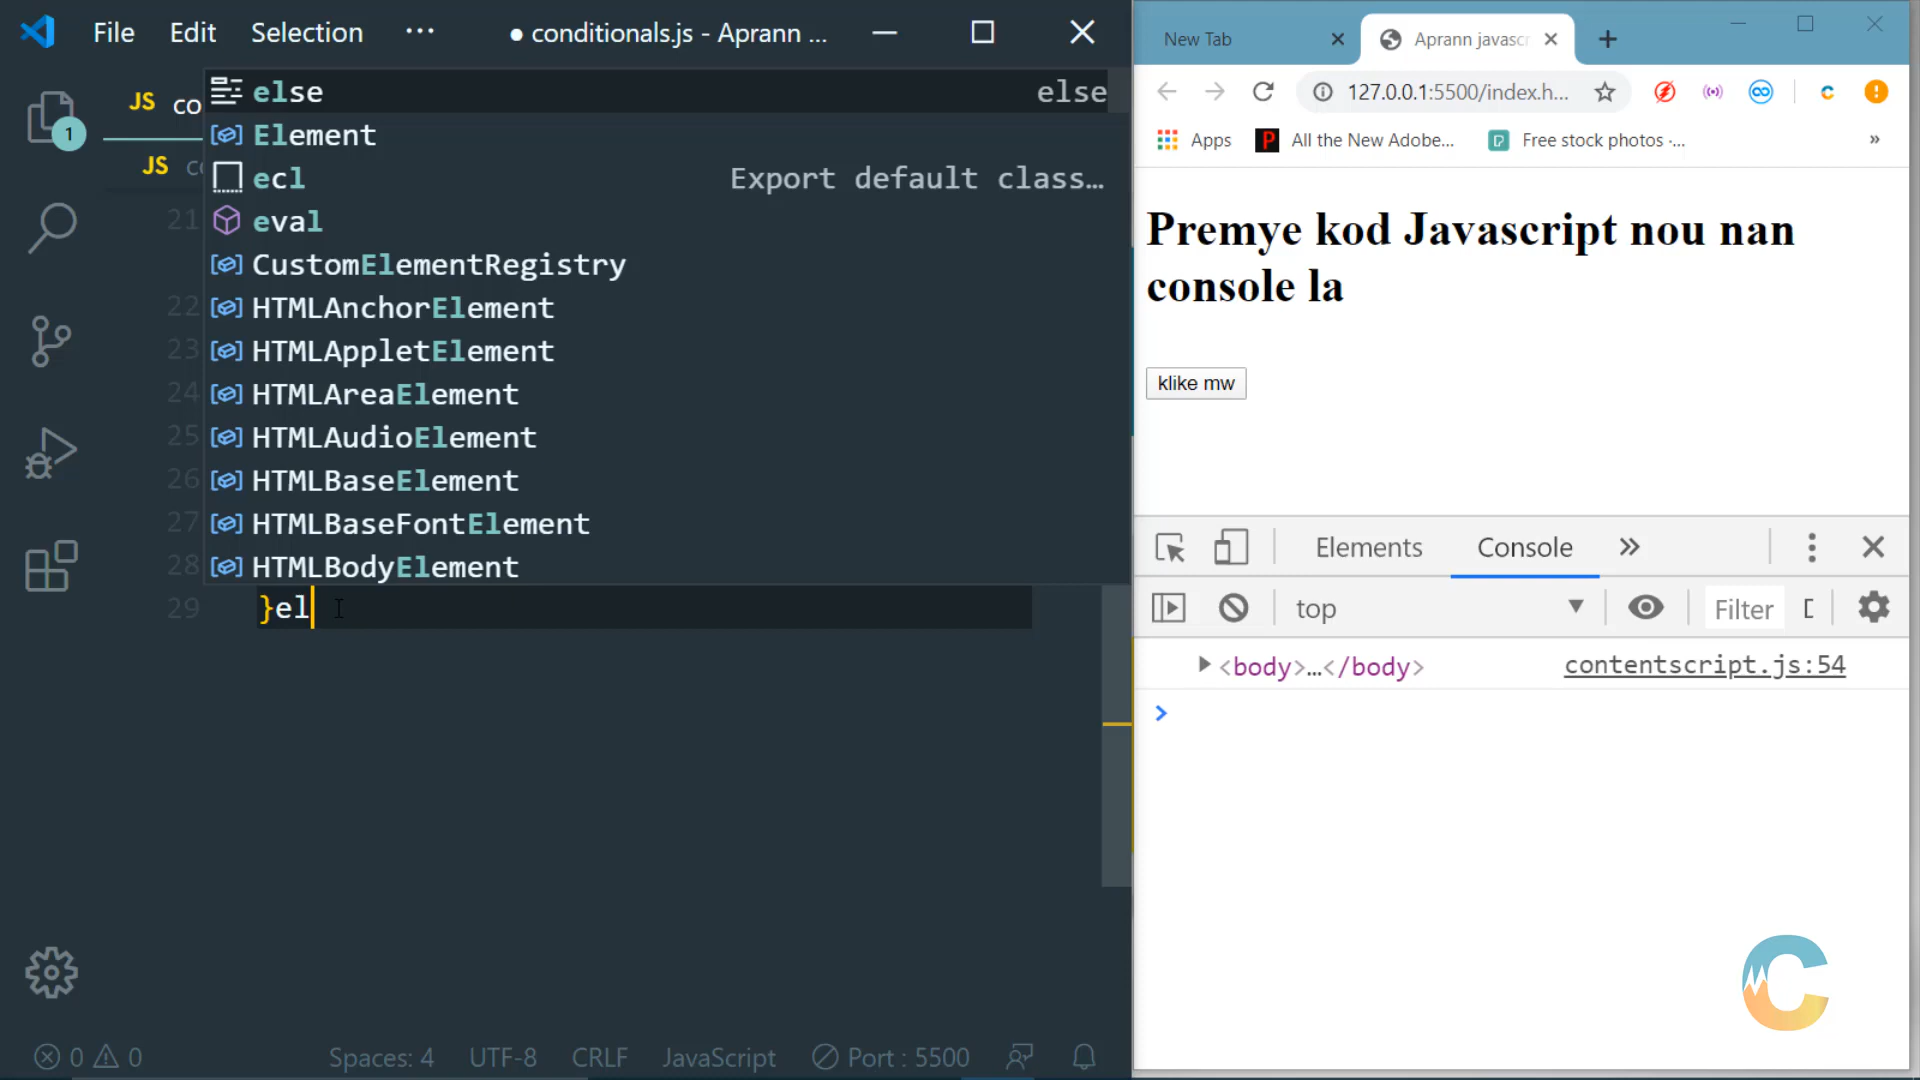 File Edit Selection ···
● conditionals.js - Aprann ...
JS co
JS co
1
else else
Element
ecl Export default class…
eval
CustomElementRegistry
HTMLAnchorElement
HTMLAppletElement
HTMLAreaElement
HTMLAudioElement
HTMLBaseElement
HTMLBaseFontElement
HTMLBodyElement
21
22
23
24
25
26
27
28
29 }el
0 0 Spaces: 4 UTF-8 CRLF JavaScript Port : 5500
New Tab
Aprann javascr
127.0.0.1:5500/index.h...
Apps All the New Adobe... Free stock photos ·... »
Premye kod Javascript nou nan
console la
klike mw
Elements Console »
top Filter
<body>…</body> contentscript.js:54
>
C